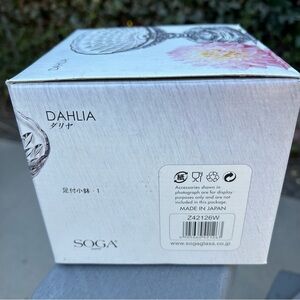 DAHLIA
ダリヤ
足付小鉢・1
SOGA
Accessories shown in
photograph are for display
purposes only and are not
included in this package.
MADE IN JAPAN
Z42126W
www.sogaglass.co.jp